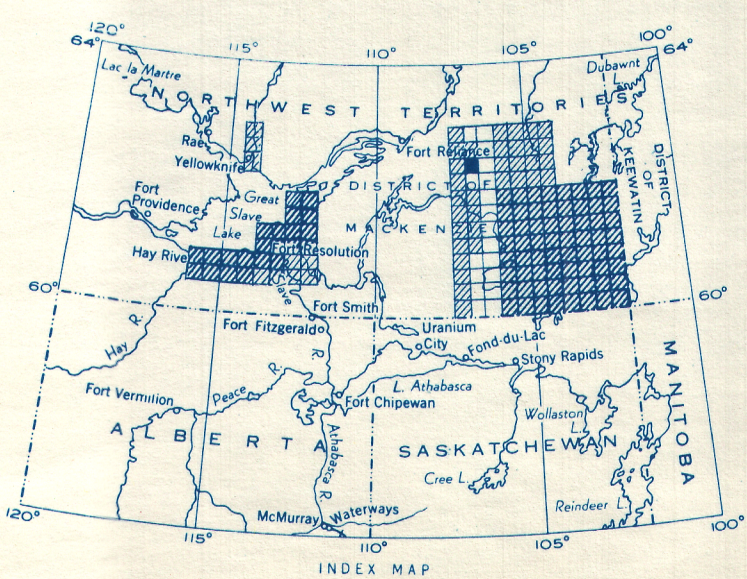 120°
115°
110°
105°
100°
64°
64°
Lac la Martre
Dubawnt
L.
NORTHWEST TERRITORIES
Rae
Yellowknife
Fort Reliance
DISTRICT OF
MACKENZIE
DISTRICT
OF
KEEWATIN
Fort
Providence
Great
Slave
Lake
Hay Rive
Fort Resolution
Slave
R.
60°
60°
Fort Smith
Fort Fitzgerald
Uranium
City
Fond-du-Lac
Stony Rapids
Hay R.
Peace R.
Fort Vermilion
L. Athabasca
Fort Chipewan
Wollaston
L.
MANITOBA
ALBERTA
SASKATCHEWAN
Athabasca R.
Cree L.
Reindeer L.
McMurray
Waterways
120°
115°
110°
105°
100°
INDEX MAP